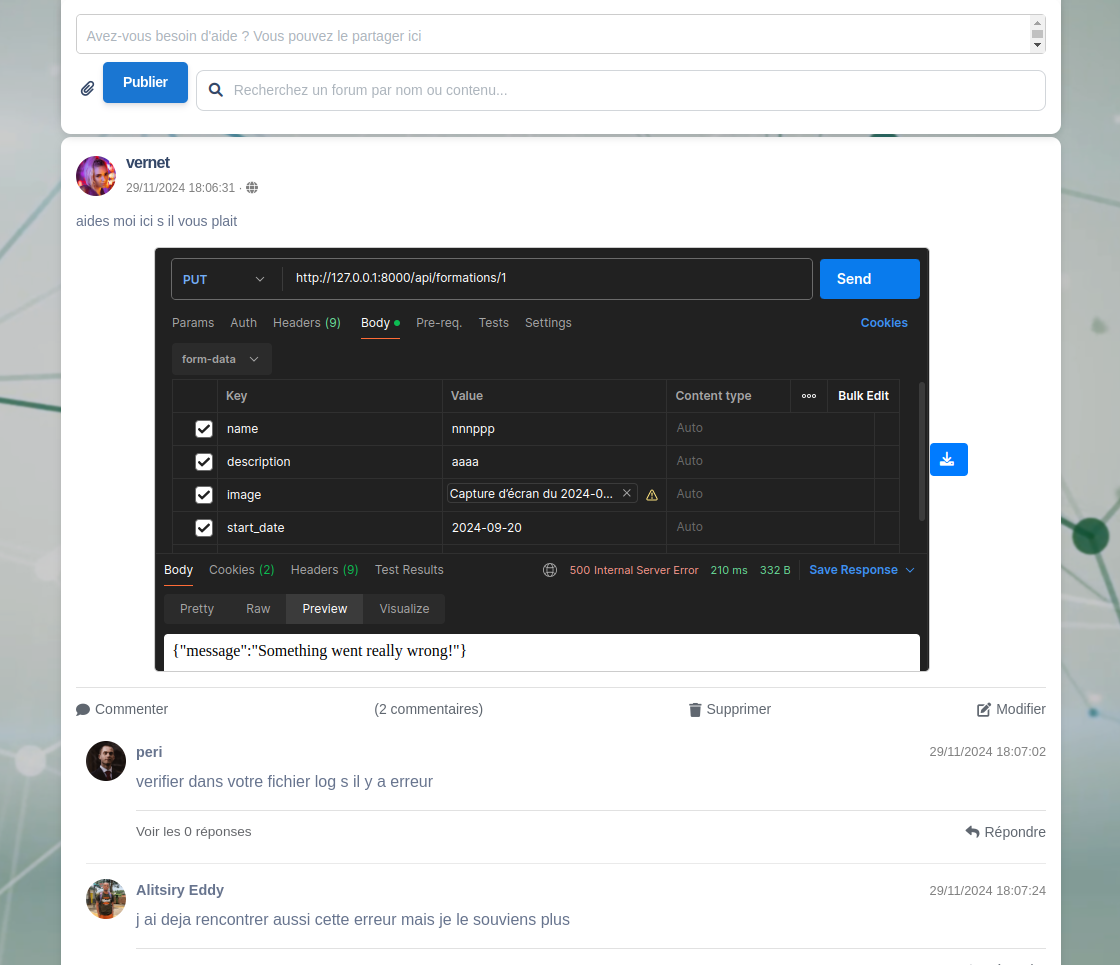 Avez-vous besoin d'aide ? Vous pouvez le partager ici
Publier
Recherchez un forum par nom ou contenu...
vernet
29/11/2024 18:06:31 ·
aides moi ici s il vous plait
PUT http://127.0.0.1:8000/api/formations/1 Send
Params Auth Headers (9) Body Pre-req. Tests Settings Cookies
form-data
Key Value Content type Bulk Edit
name nnnppp Auto
description aaaa Auto
image Capture d’écran du 2024-0... Auto
start_date 2024-09-20 Auto
Body Cookies (2) Headers (9) Test Results 500 Internal Server Error 210 ms 332 B Save Response
Pretty Raw Preview Visualize
{"message":"Something went really wrong!"}
Commenter (2 commentaires) Supprimer Modifier
peri 29/11/2024 18:07:02
verifier dans votre fichier log s il y a erreur
Voir les 0 réponses Répondre
Alitsiry Eddy 29/11/2024 18:07:24
j ai deja rencontrer aussi cette erreur mais je le souviens plus